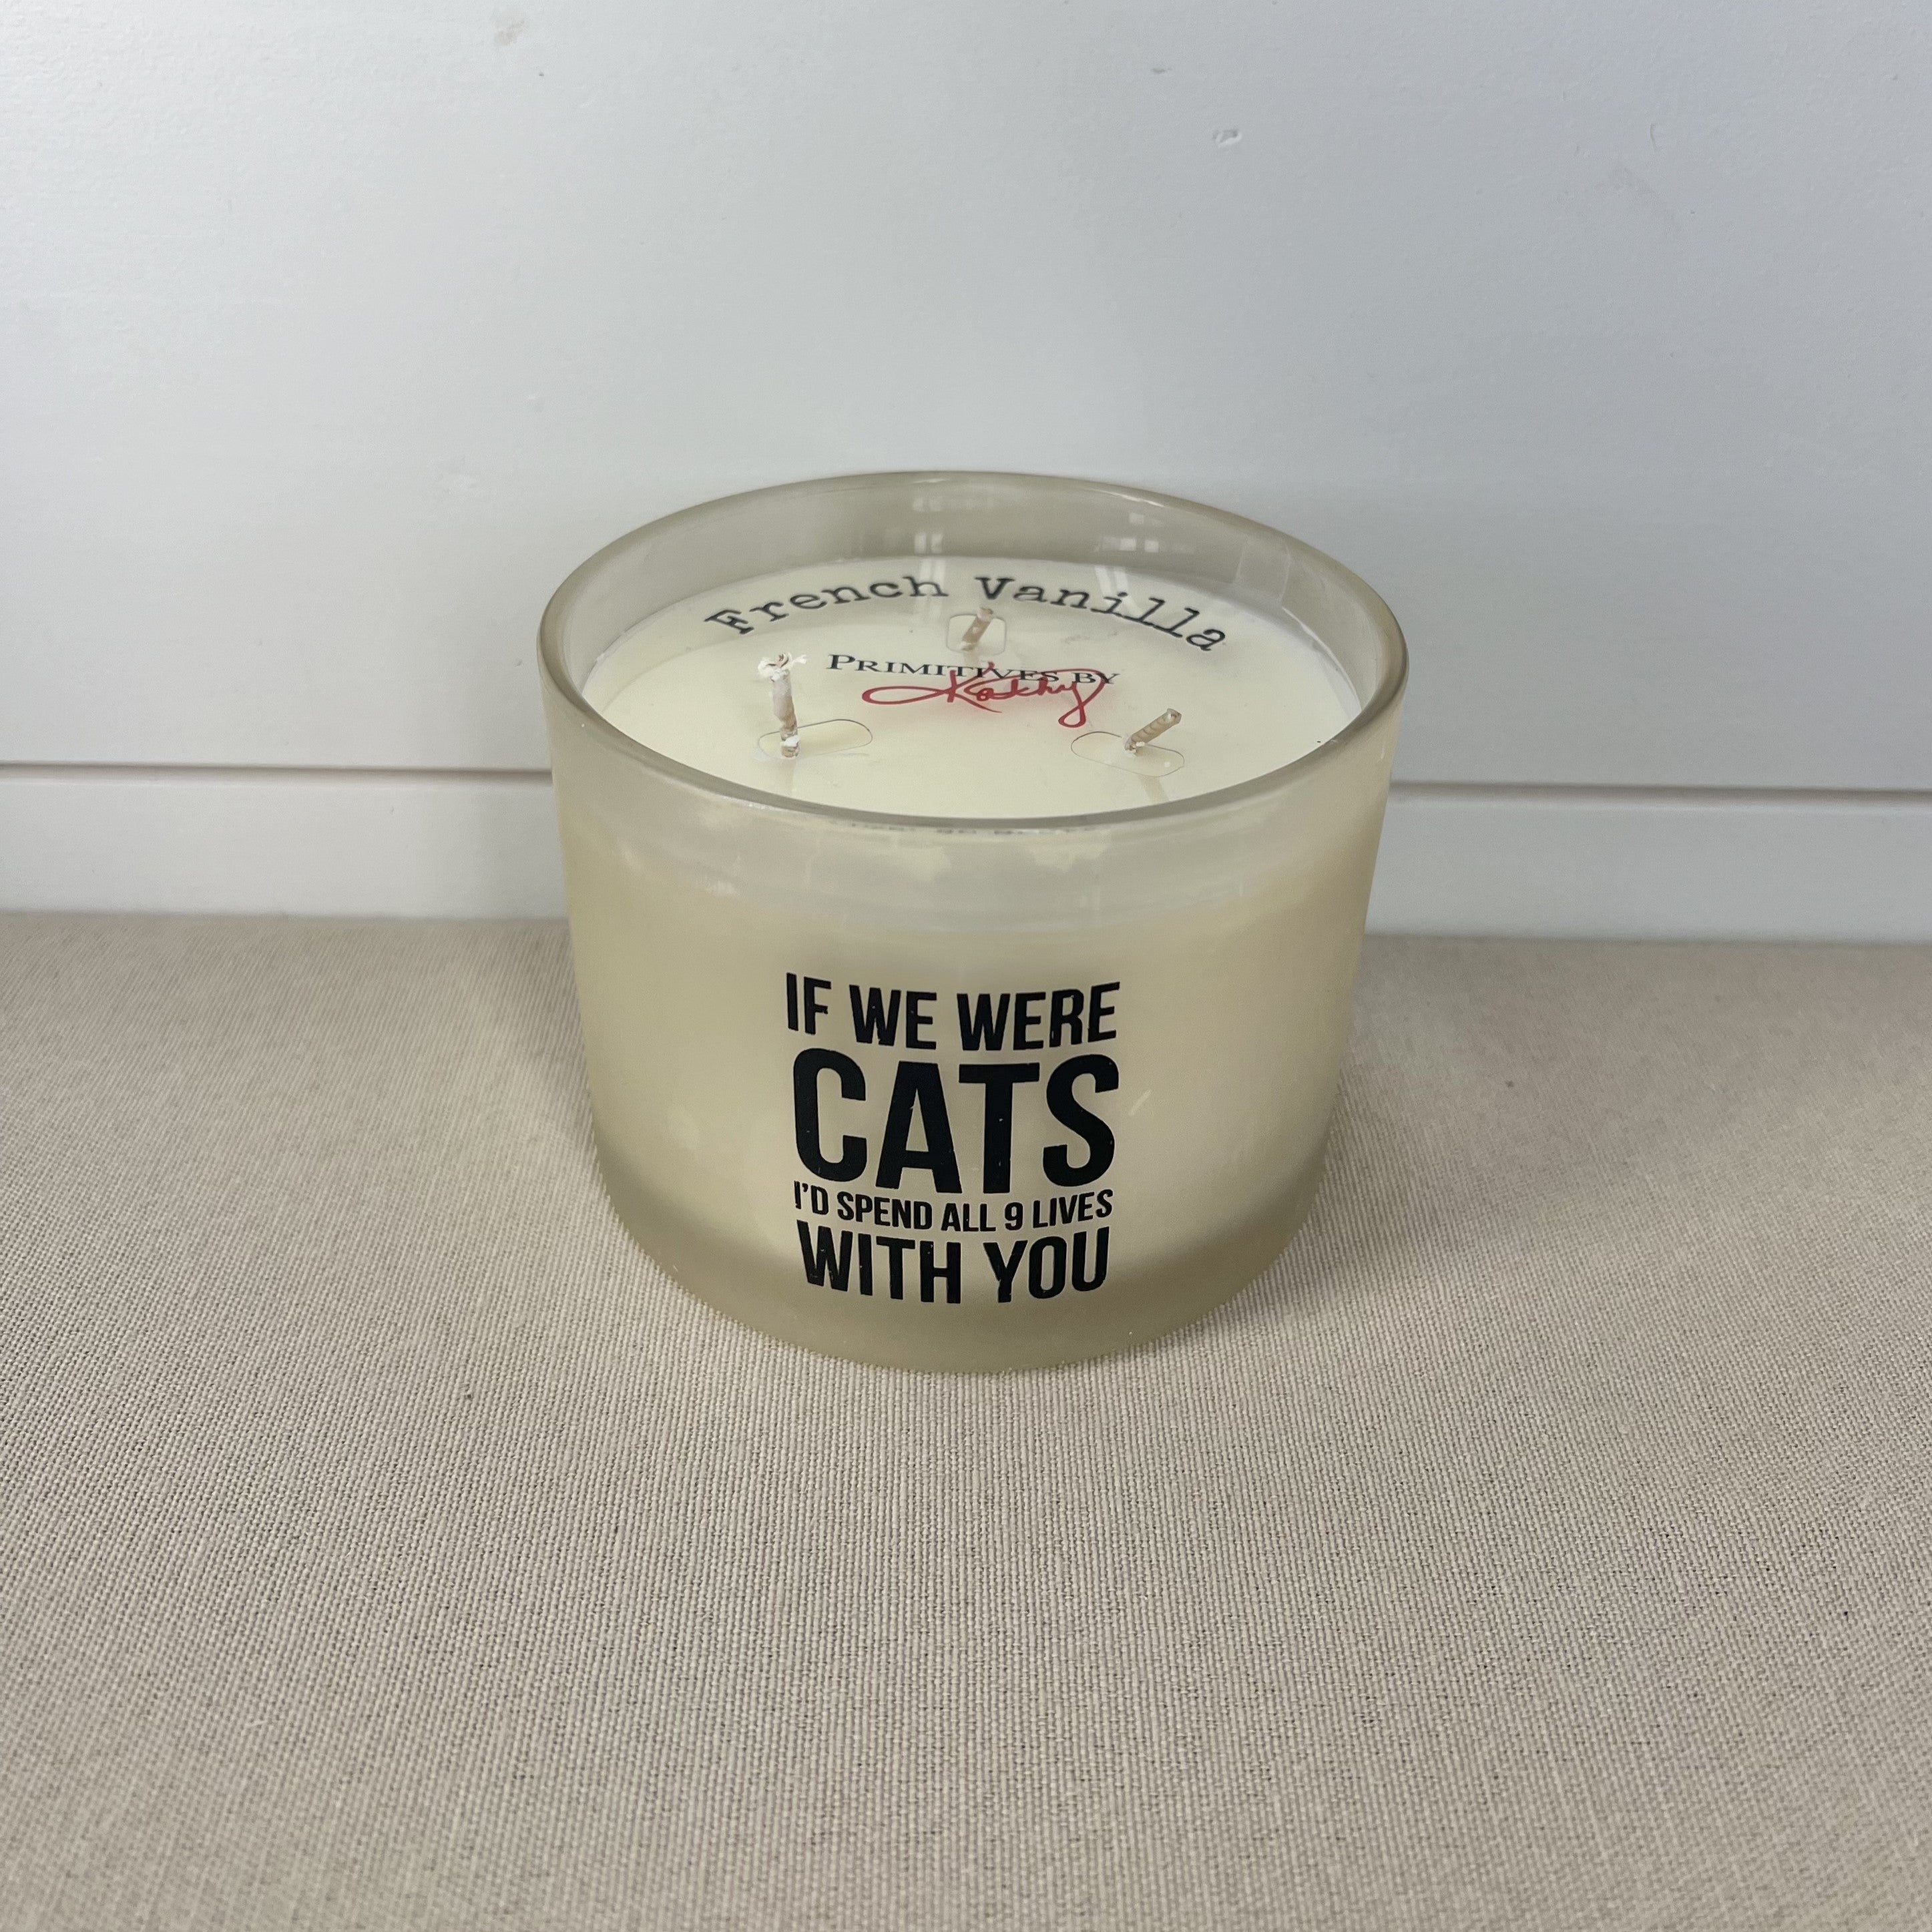 French Vanilla
PRIMITIVES BY
Kathy
IF WE WERE
CATS
I'D SPEND ALL 9 LIVES
WITH YOU